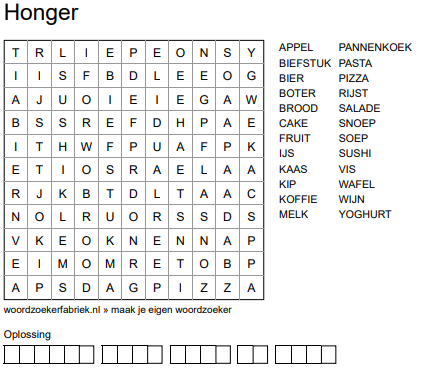 Honger
T R L I E P E O N S Y
I I S F B D L E E O G
A J U O I E I E G A W
B S S R E F D H P A E
I T H W F P U A F P K
E T I O S R A E L A A
R J K B T D L T A A C
N O L R U O R S S D S
V K E O K N E N N A P
E I M O M R E T O B P
A P S D A G P I Z Z A
APPEL PANNENKOEK
BIEFSTUK PASTA
BIER PIZZA
BOTER RIJST
BROOD SALADE
CAKE SNOEP
FRUIT SOEP
IJS SUSHI
KAAS VIS
KIP WAFEL
KOFFIE WIJN
MELK YOGHURT
woordzoekerfabriek.nl » maak je eigen woordzoeker
Oplossing